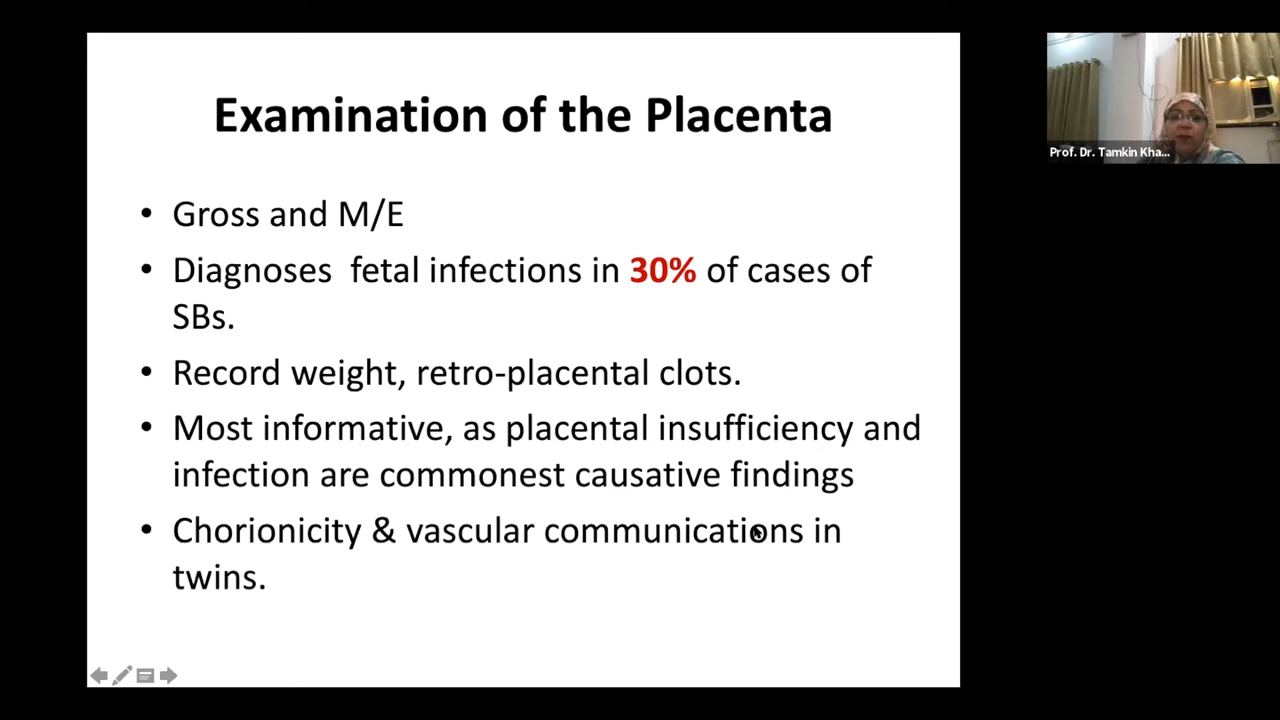 Examination of the Placenta
• Gross and M/E
• Diagnoses fetal infections in 30% of cases of
SBs.
• Record weight, retro-placental clots.
• Most informative, as placental insufficiency and
infection are commonest causative findings
• Chorionicity & vascular communications in
twins.
Prof. Dr. Tamkin Kha...